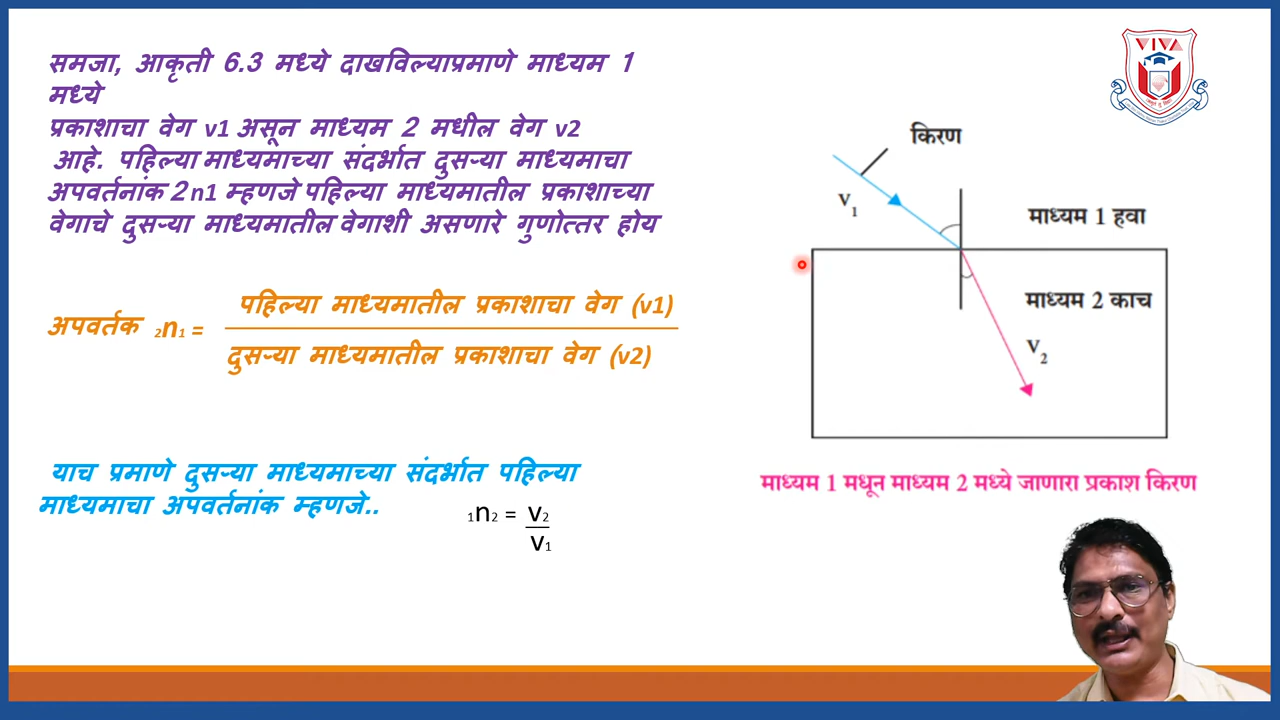 समजा, आकृती 6.3 मध्ये दाखविल्याप्रमाणे माध्यम 1
मध्ये
प्रकाशाचा वेग v1 असून माध्यम 2 मधील वेग v2
आहे. पहिल्या माध्यमाच्या संदर्भात दुसऱ्या माध्यमाचा
अपवर्तनांक 2 n1 म्हणजे पहिल्या माध्यमातील प्रकाशाच्या
वेगाचे दुसऱ्या माध्यमातील वेगाशी असणारे गुणोत्तर होय
पहिल्या माध्यमातील प्रकाशाचा वेग (v1)
अपवर्तक ₂n₁ =
दुसऱ्या माध्यमातील प्रकाशाचा वेग (v2)
याच प्रमाणे दुसऱ्या माध्यमाच्या संदर्भात पहिल्या
माध्यमाचा अपवर्तनांक म्हणजे..
₁n₂ = v₂
v₁
VIVA
किरण
v₁
माध्यम 1 हवा
माध्यम 2 काच
v₂
माध्यम 1 मधून माध्यम 2 मध्ये जाणारा प्रकाश किरण